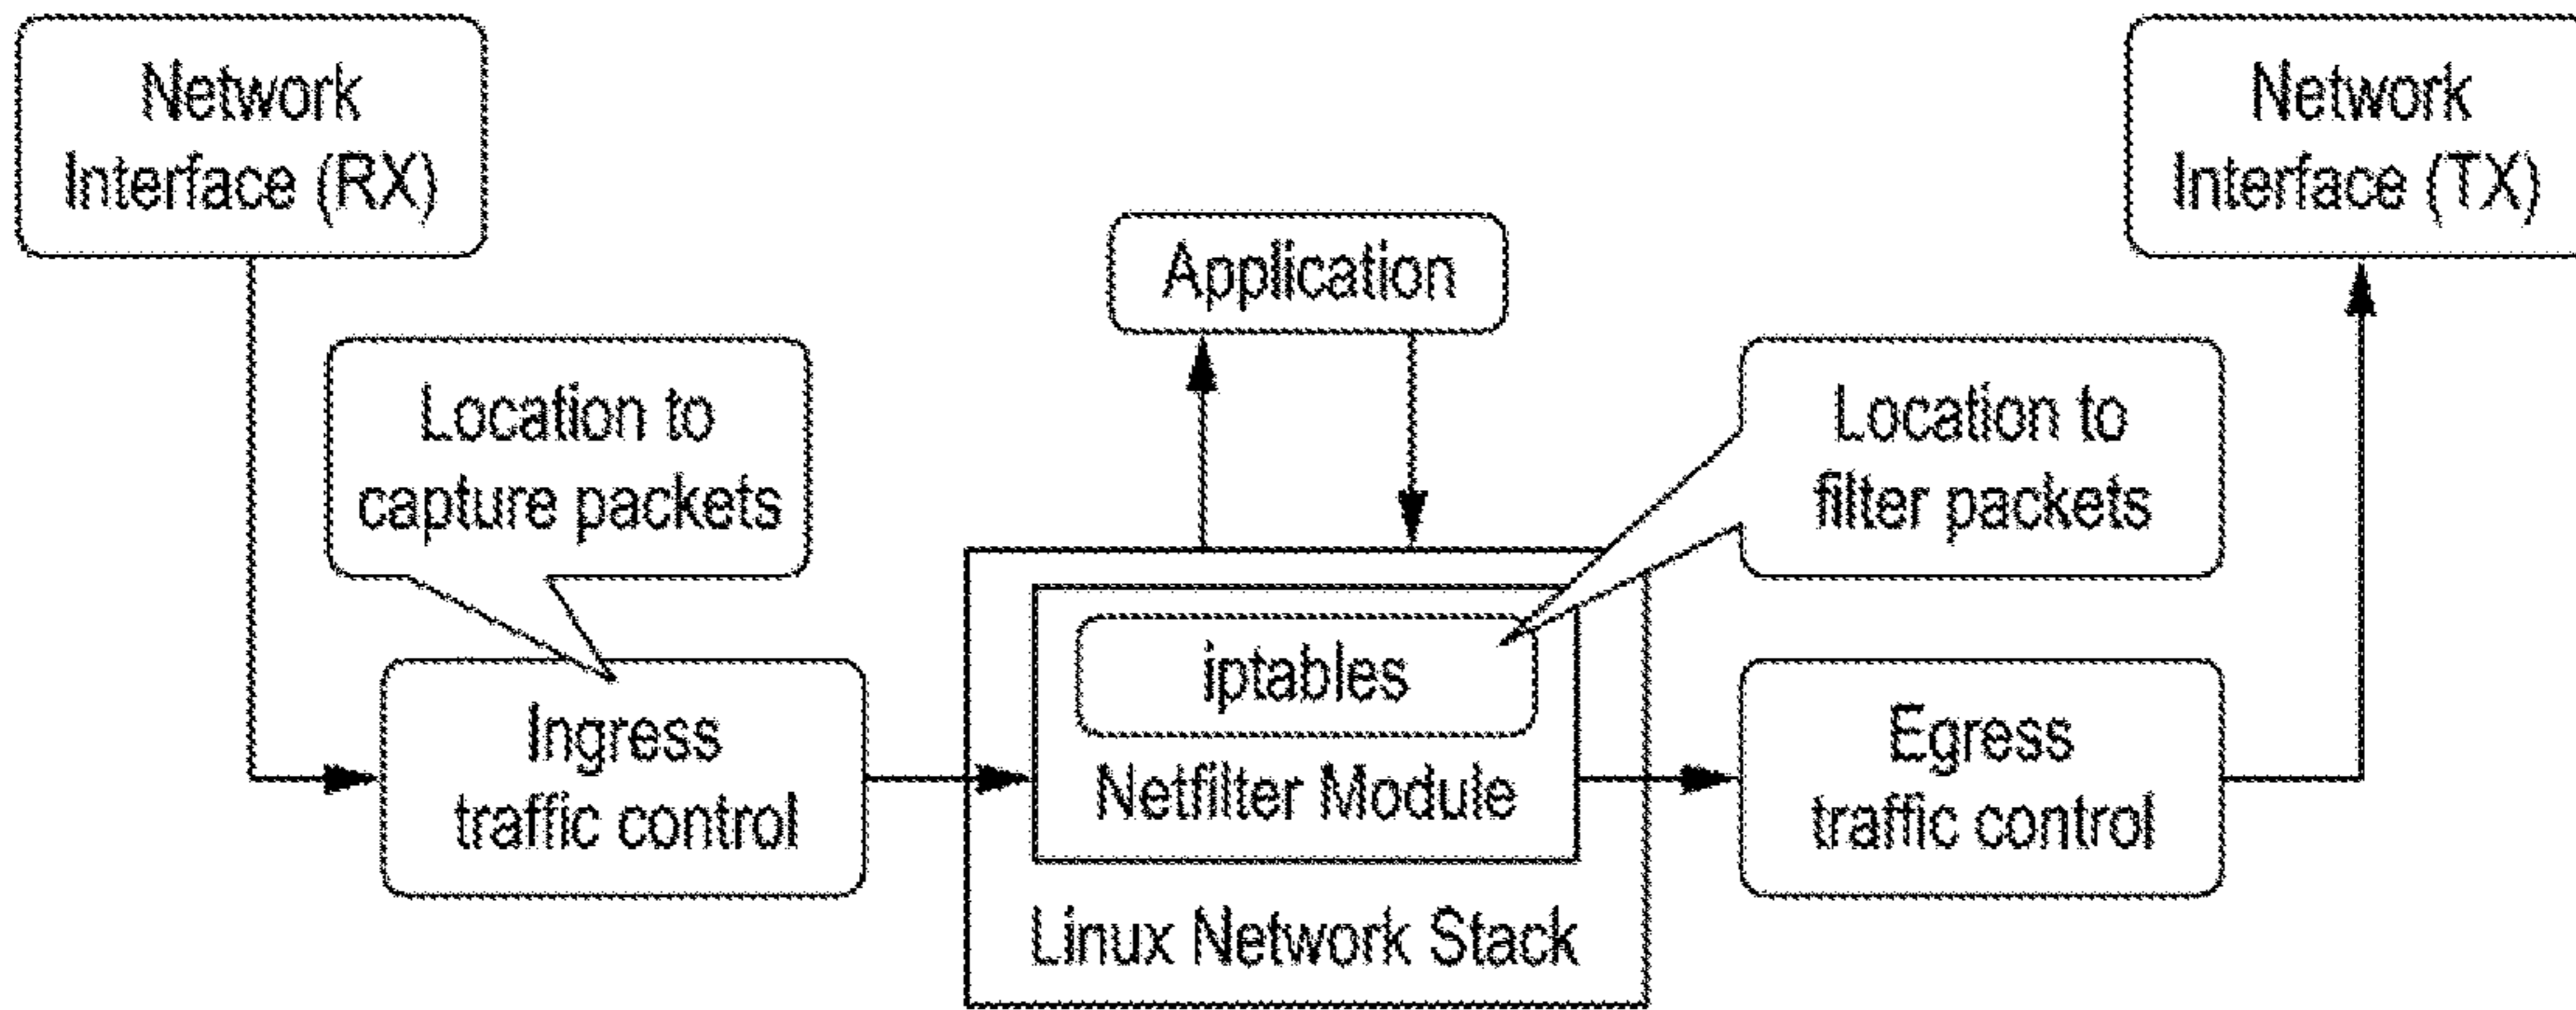 Network
Interface (RX)
Network
Interface (TX)
Application
Location to
capture packets
Location to
filter packets
iptables
Netfilter Module
Ingress
traffic control
Egress
traffic control
Linux Network Stack